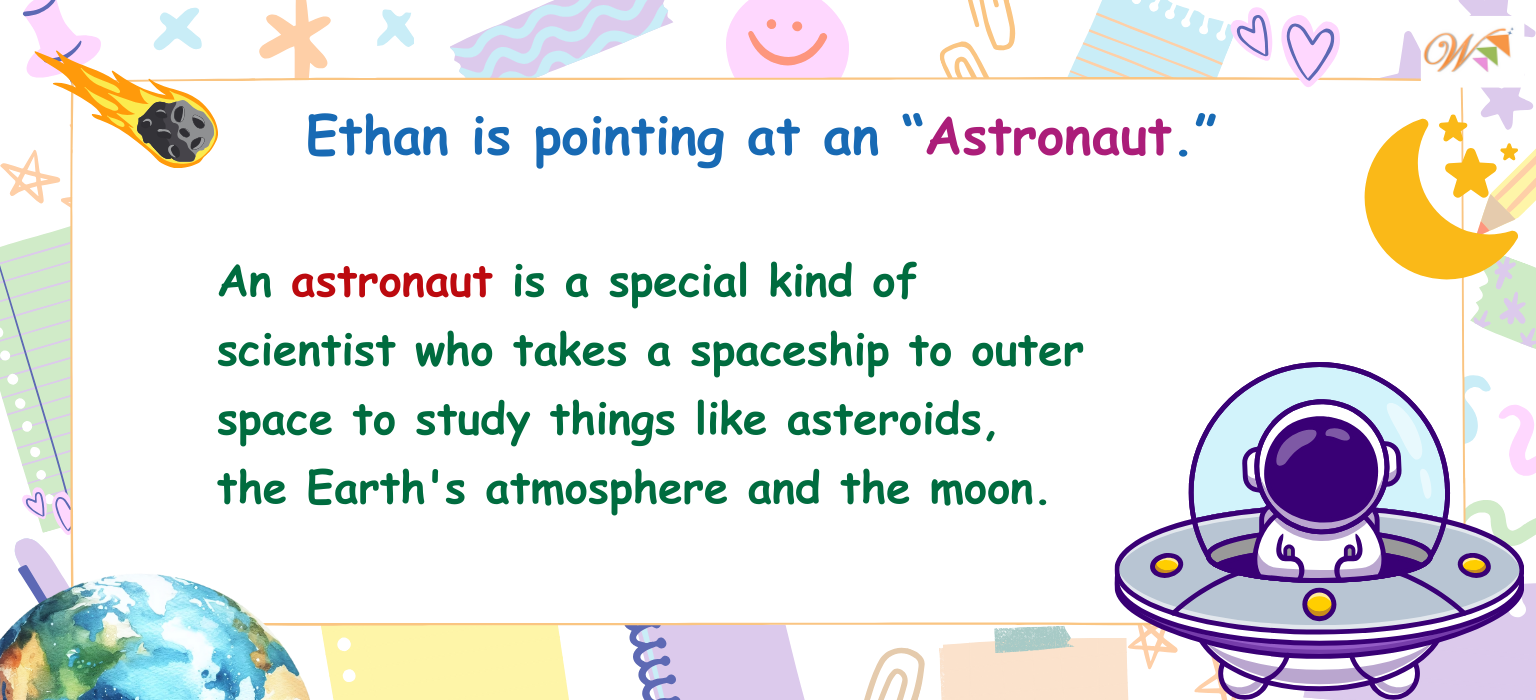 W
Ethan is pointing at an “Astronaut.”
An astronaut is a special kind of
scientist who takes a spaceship to outer
space to study things like asteroids,
the Earth's atmosphere and the moon.